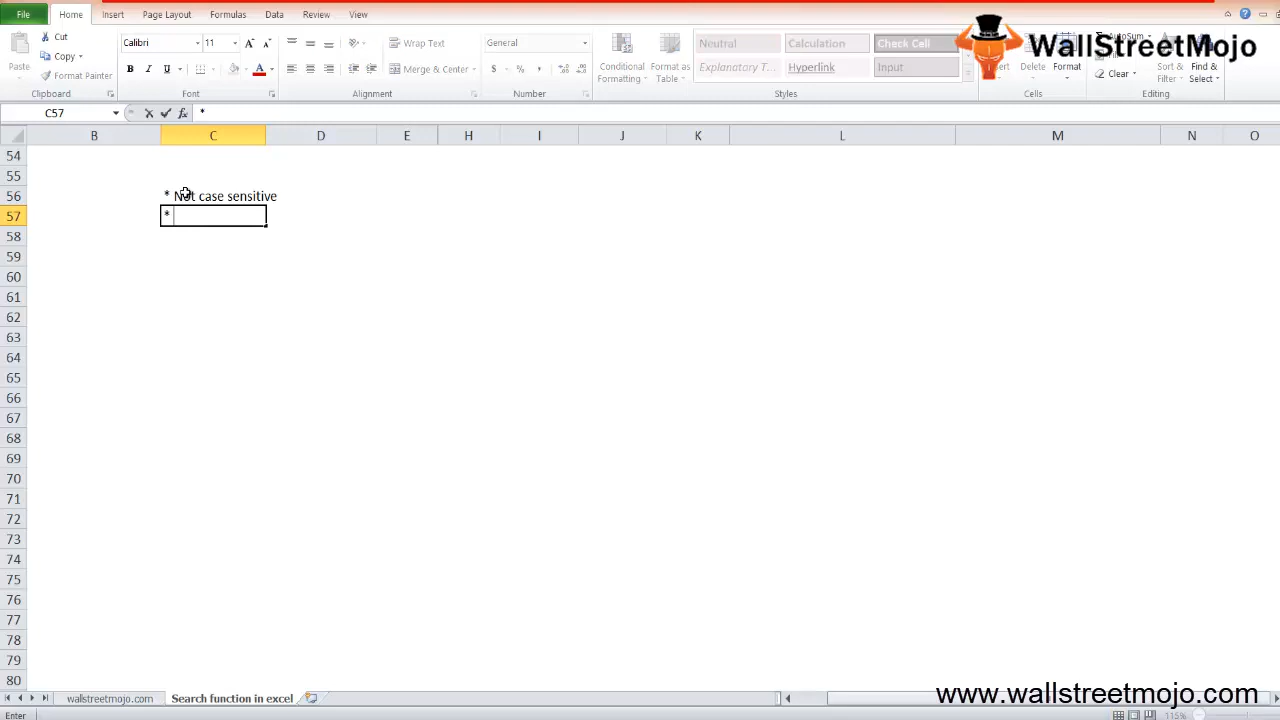 File Home Insert Page Layout Formulas Data Review View
WallStreetMojo
Cut
Copy
Format Painter
Paste
Clipboard
Calibri 11
B I U
Font
Wrap Text
Merge & Center
Alignment
General
$ % ,
Number
Conditional Formatting
Format as Table
Neutral Calculation Check Cell
Explanatory T... Hyperlink Input
Styles
Delete Format
Cells
AutoSum
Clear
Sort & Filter
Find & Select
Editing
C57 fx *
B C D E H I J K L M N O
54
55
56 * Not case sensitive
57 *
58
59
60
61
62
63
64
65
66
67
68
69
70
71
72
73
74
75
76
77
78
79
80
wallstreetmojo.com Search function in excel
www.wallstreetmojo.com
Enter 115%